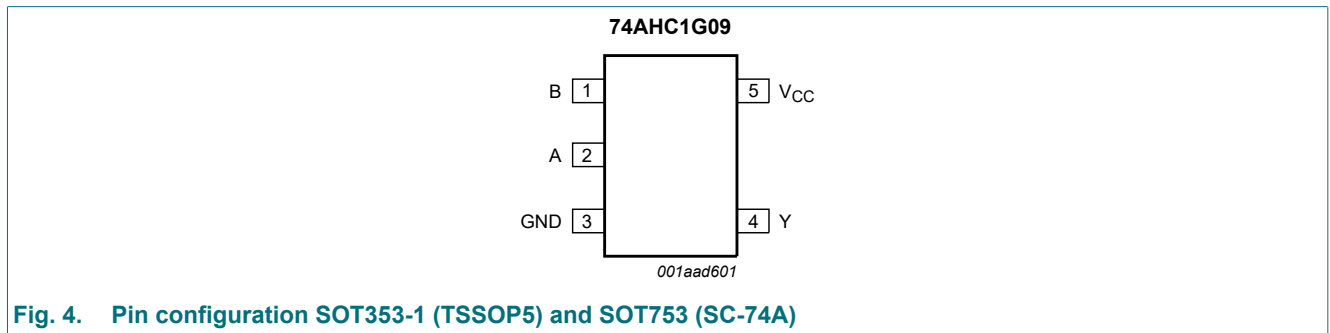 74AHC1G09
B 1 5 VCC
A 2
GND 3 4 Y
001aad601
Fig. 4. Pin configuration SOT353-1 (TSSOP5) and SOT753 (SC-74A)